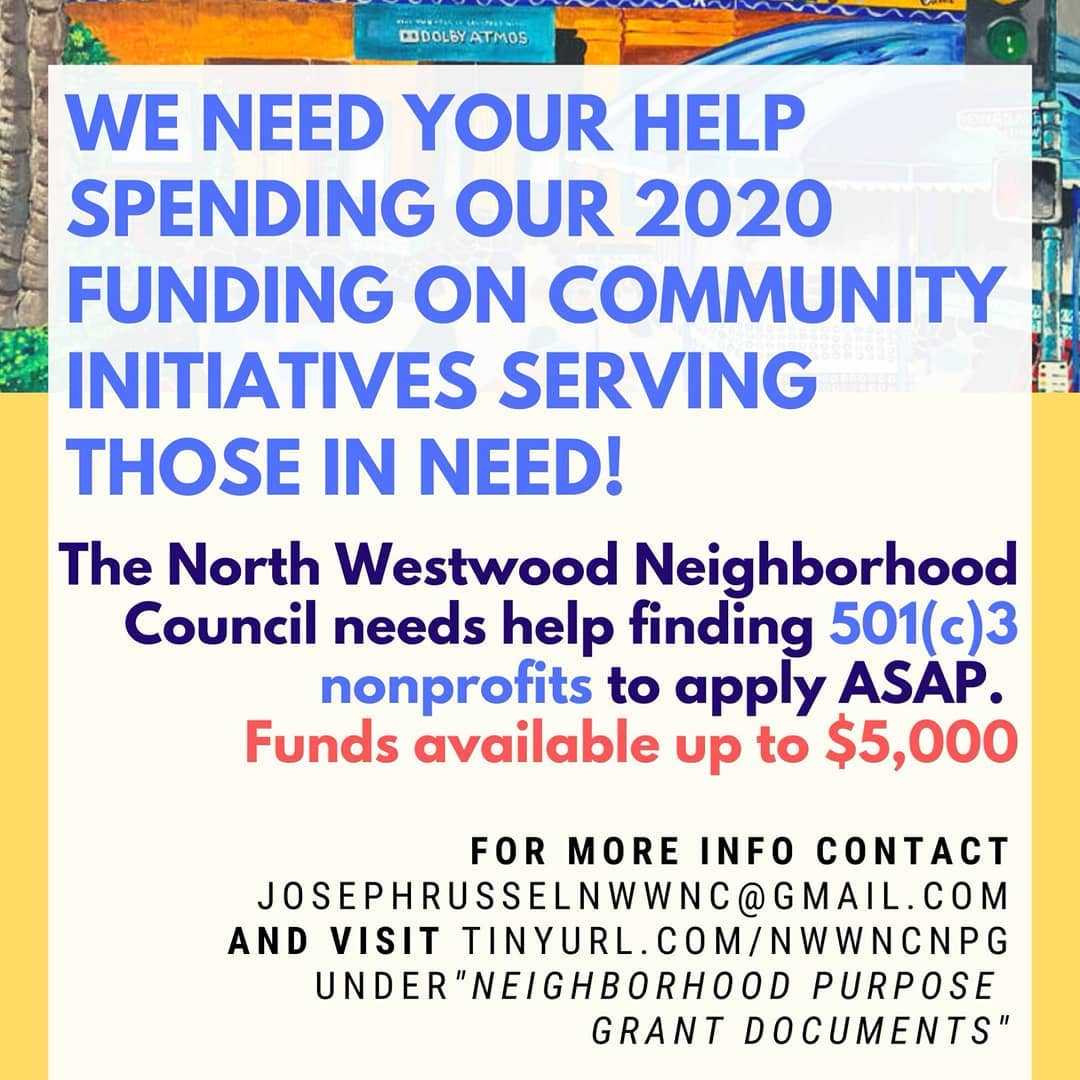 DOLBY ATMOS
WE NEED YOUR HELP
SPENDING OUR 2020
FUNDING ON COMMUNITY
INITIATIVES SERVING
THOSE IN NEED!
The North Westwood Neighborhood
Council needs help finding 501(c)3
nonprofits to apply ASAP.
Funds available up to $5,000
FOR MORE INFO CONTACT
JOSEPHRUSSELNWWNC@GMAIL.COM
AND VISIT TINYURL.COM/NWWNCNPG
UNDER"NEIGHBORHOOD PURPOSE
GRANT DOCUMENTS"